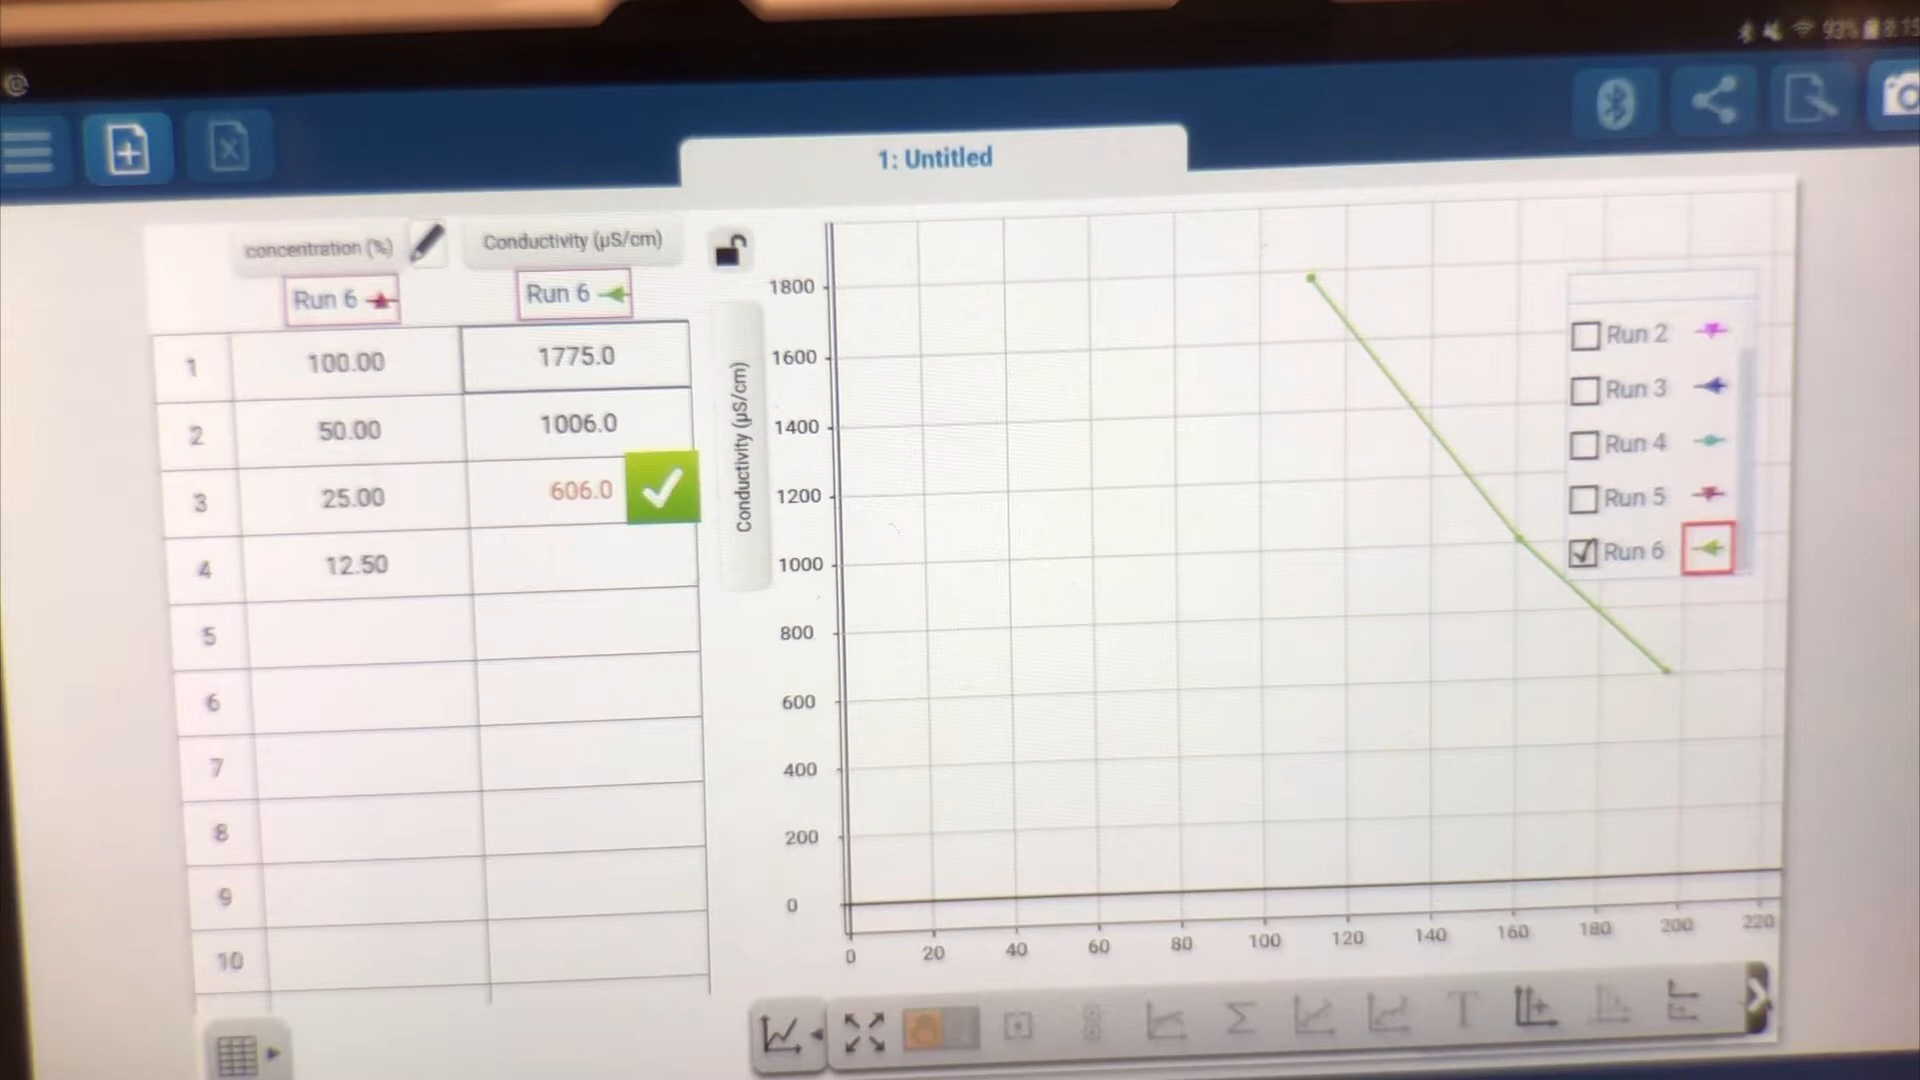 93% 8:15
1: Untitled
concentration (%)
Conductivity (µS/cm)
Run 6
Run 6
1 100.00 1775.0
2 50.00 1006.0
3 25.00 606.0
4 12.50
5
6
7
8
9
10
Conductivity (µS/cm)
1800
1600
1400
1200
1000
800
600
400
200
0
0 20 40 60 80 100 120 140 160 180 200 220
Run 2
Run 3
Run 4
Run 5
Run 6
Σ
T